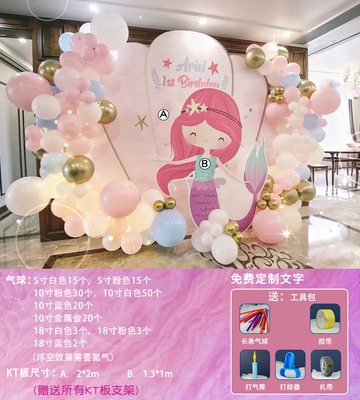 Ariel
1st Birthday
A
B
气球:5寸白色15个，5寸粉色15个
10寸粉色30个，10寸白色50个
10寸蓝色20个
10寸金属金20个
18寸白色3个、18寸粉色3个
18寸蓝色2个
(浮空效果需要氦气)
KT板尺寸:A: 2*2m B: 1.3*1m
(赠送所有KT板支架)
免费定制文字
送：工具包
长条气球
胶带
打气筒
打结器
扎带